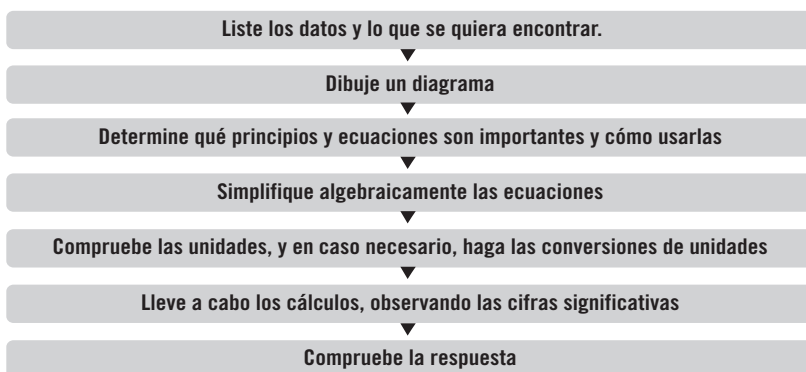 Liste los datos y lo que se quiera encontrar.
Dibuje un diagrama
Determine qué principios y ecuaciones son importantes y cómo usarlas
Simplifique algebraicamente las ecuaciones
Compruebe las unidades, y en caso necesario, haga las conversiones de unidades
Lleve a cabo los cálculos, observando las cifras significativas
Compruebe la respuesta